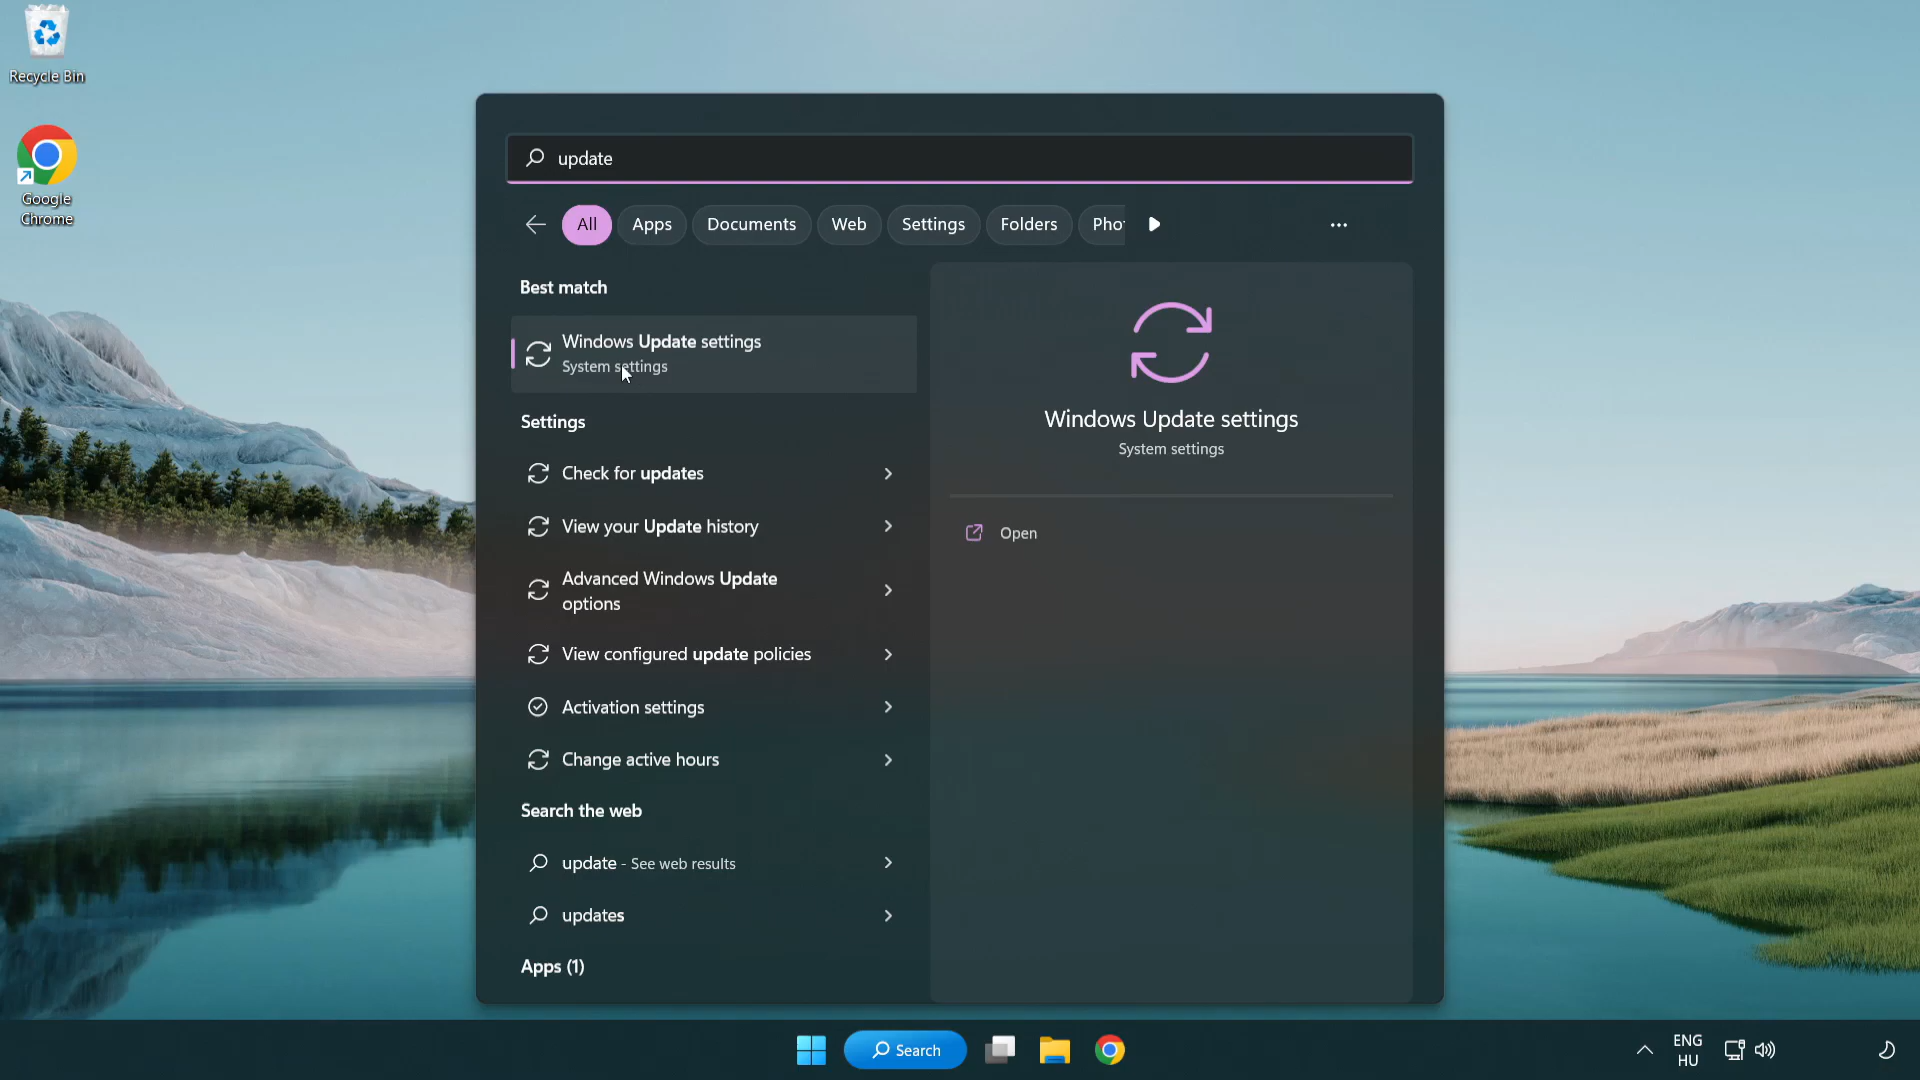 Recycle Bin
Google
Chrome
update
All
Apps
Documents
Web
Settings
Folders
Best match
Windows Update settings
System settings
Settings
Check for updates
View your Update history
Advanced Windows Update
options
View configured update policies
Activation settings
Change active hours
Search the web
update - See web results
updates
Apps (1)
Windows Update settings
System settings
Open
Search
ENG
HU